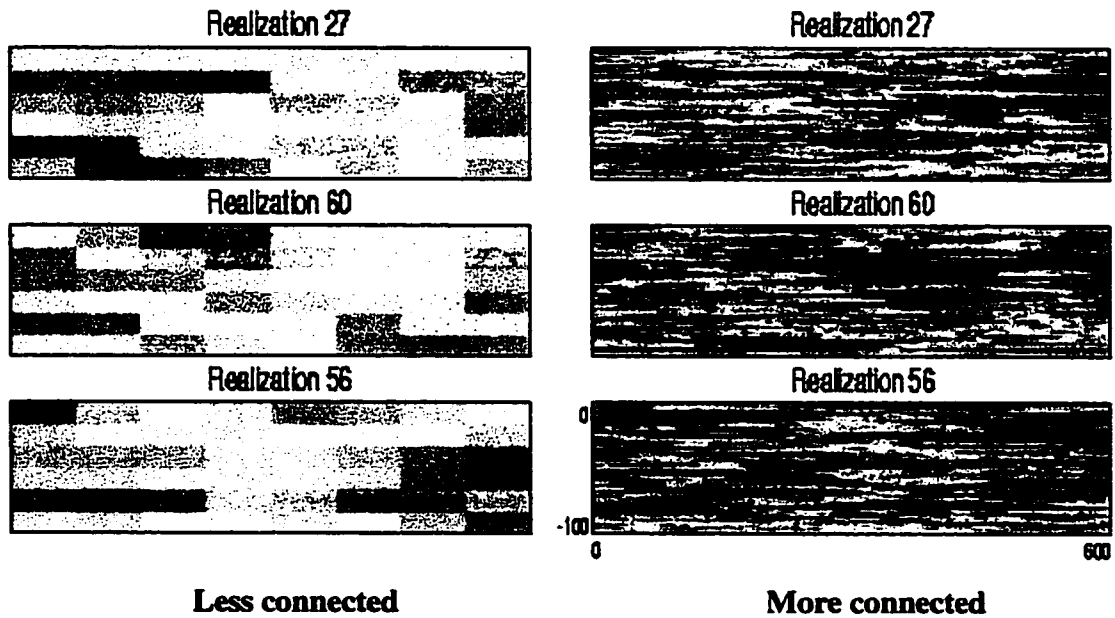 Realization 27
Realization 27
Realization 60
Realization 60
Realization 56
Realization 56
0
-100
0
600
Less connected
More connected